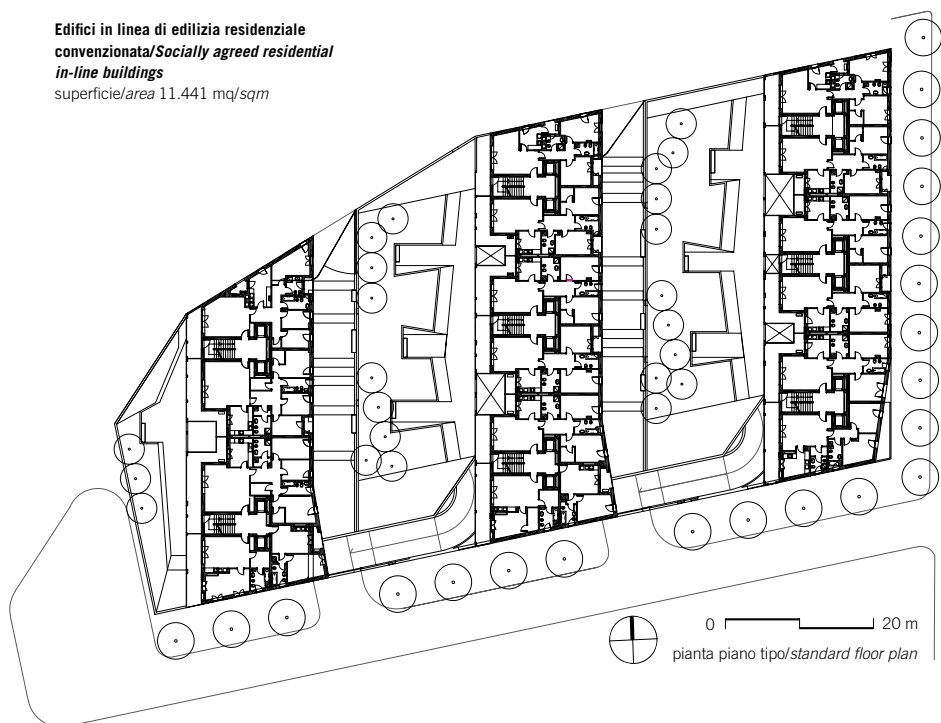 Edifici in linea di edilizia residenziale
convenzionata/Socially agreed residential
in-line buildings
superficie/area 11.441 mq/sqm
0 20 m
pianta piano tipo/standard floor plan